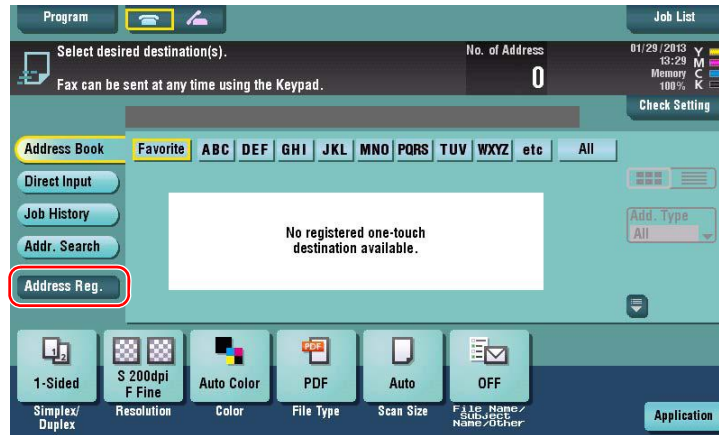 Program
Job List
Select desired destination(s).
No. of Address
01/29/2013
Y
13:29
M
Fax can be sent at any time using the Keypad.
0
Memory
C
100%
K
Check Setting
Address Book
Favorite ABC DEF GHI JKL MNO PQRS TUV WXYZ etc All
Direct Input
Job History
Add. Type
All
No registered one-touch
destination available.
Addr. Search
Address Reg.
1 2
PDF
1-Sided
S 200dpi
F Fine
Auto Color
PDF
Auto
OFF
Simplex/
Duplex
Resolution
Color
File Type
Scan Size
File Name/
Subject
Name/Other
Application